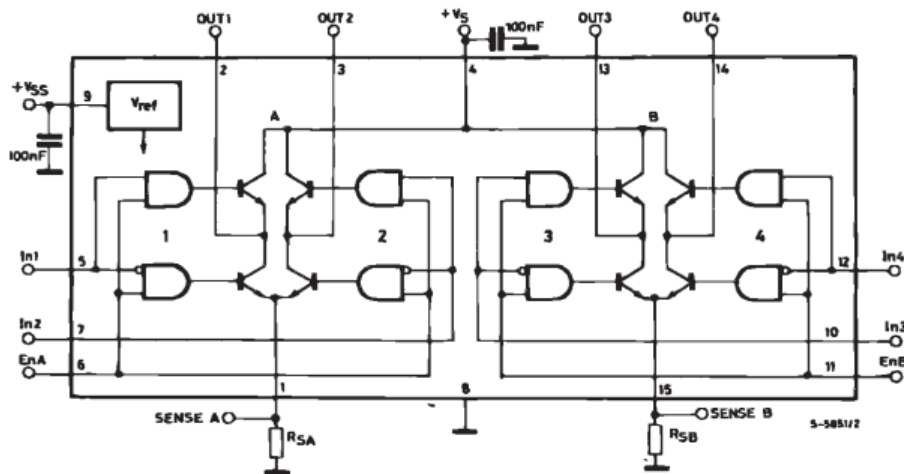 OUT1 OUT2 +VS OUT3 OUT4
100nF
2 3 4 13 14
+VSS 9 Vref
A B
100nF
1 2 3 4
In1 5 12 In4
In2 7 10 In3
EnA 6 11 EnB
1 8 15
SENSE A SENSE B
S-5851/2
RSA RSB